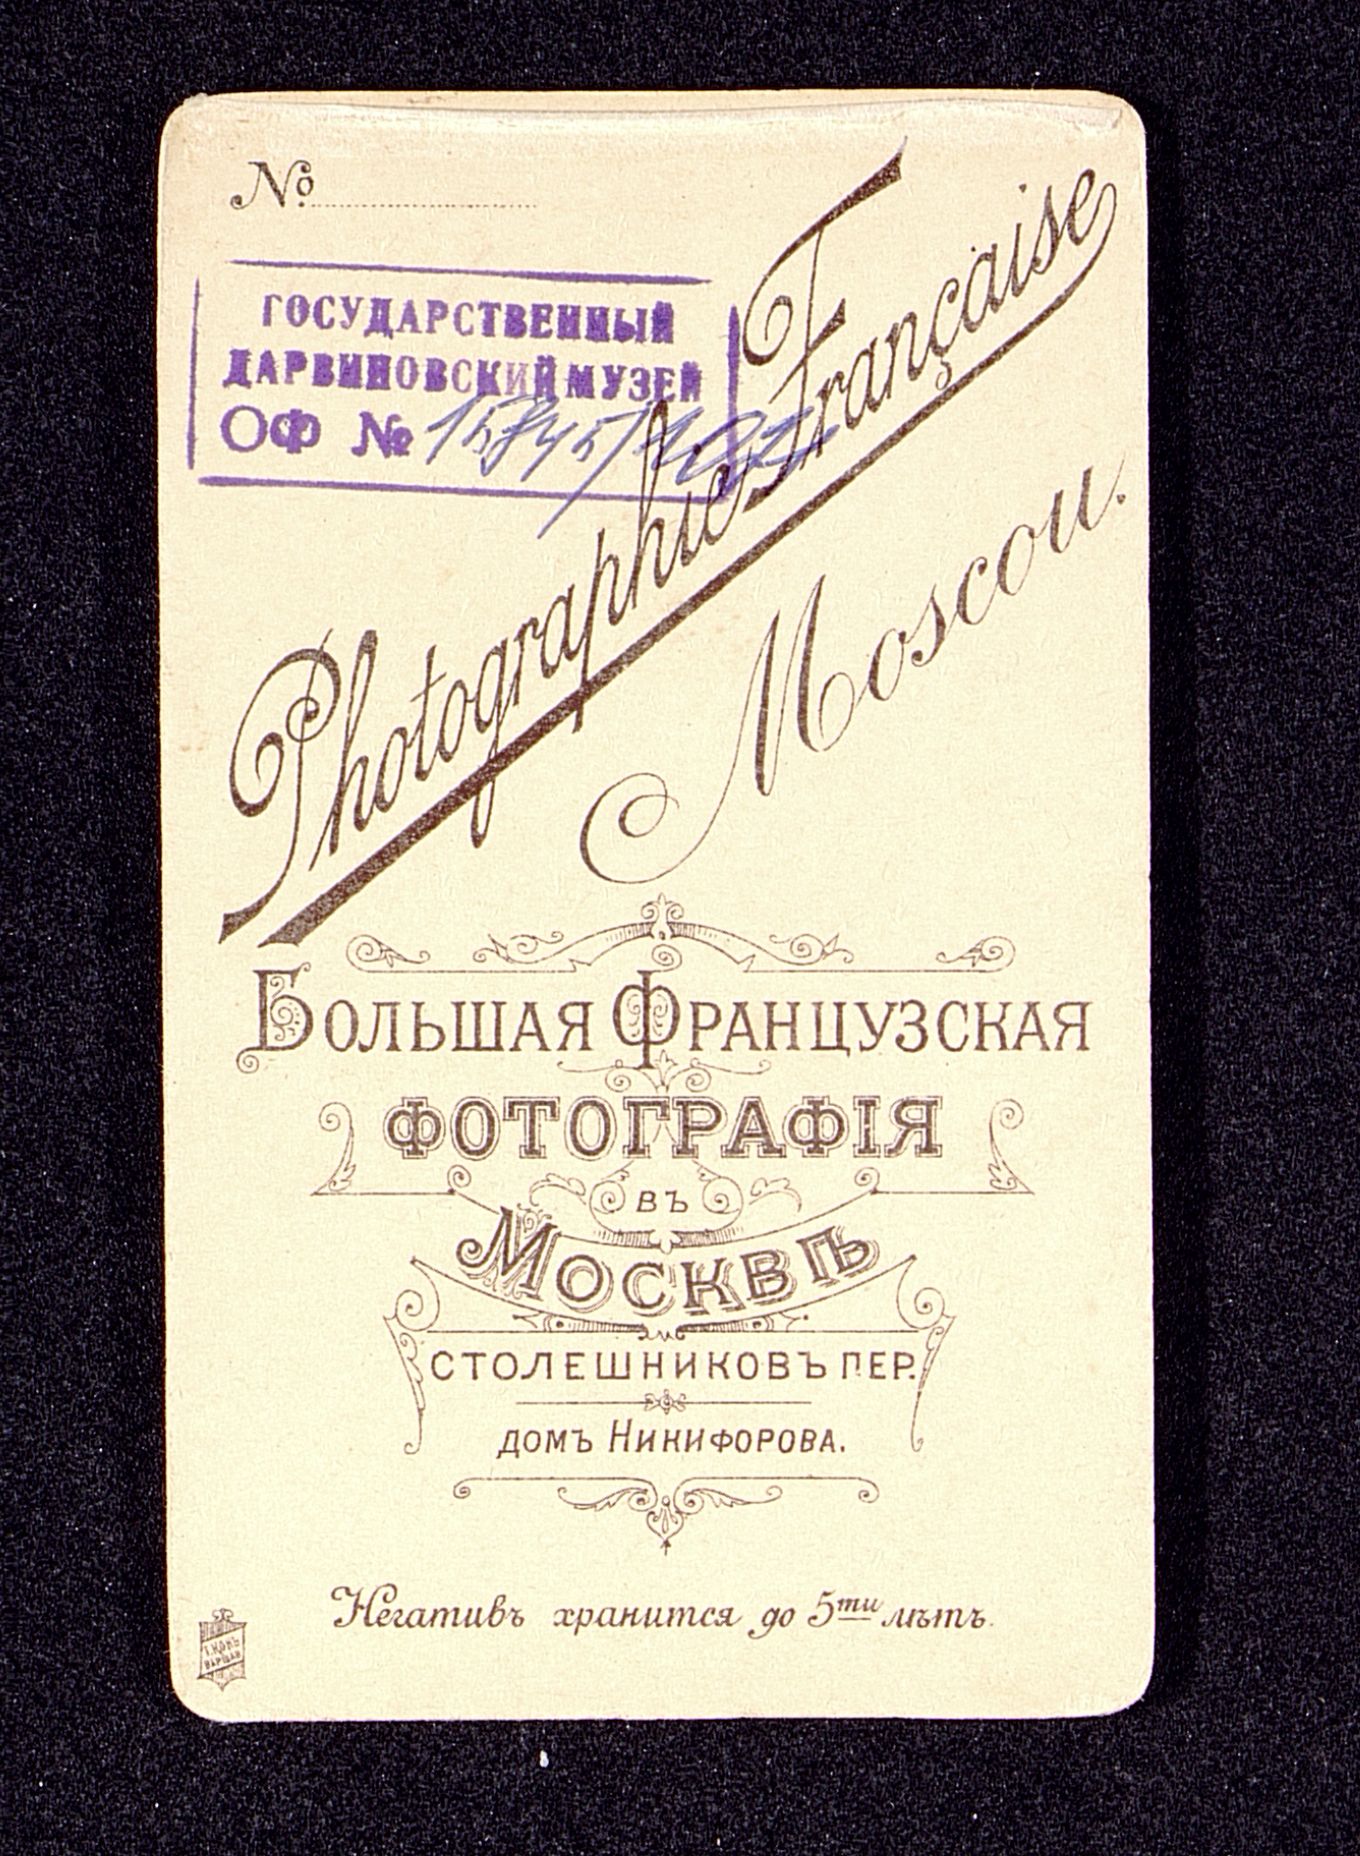 №
ГОСУДАРСТВЕННЫЙ
ДАРВИНОВСКИЙ МУЗЕЙ
ОФ №
Photographie Française
Moscou.
БОЛЬШАЯ ФРАНЦУЗСКАЯ
ФОТОГРАФІЯ
ВЪ
МОСКВѢ
СТОЛЕШНИКОВЪ ПЕР.
ДОМЪ НИКИФОРОВА.
Негативъ хранится до 5ти лѣтъ.